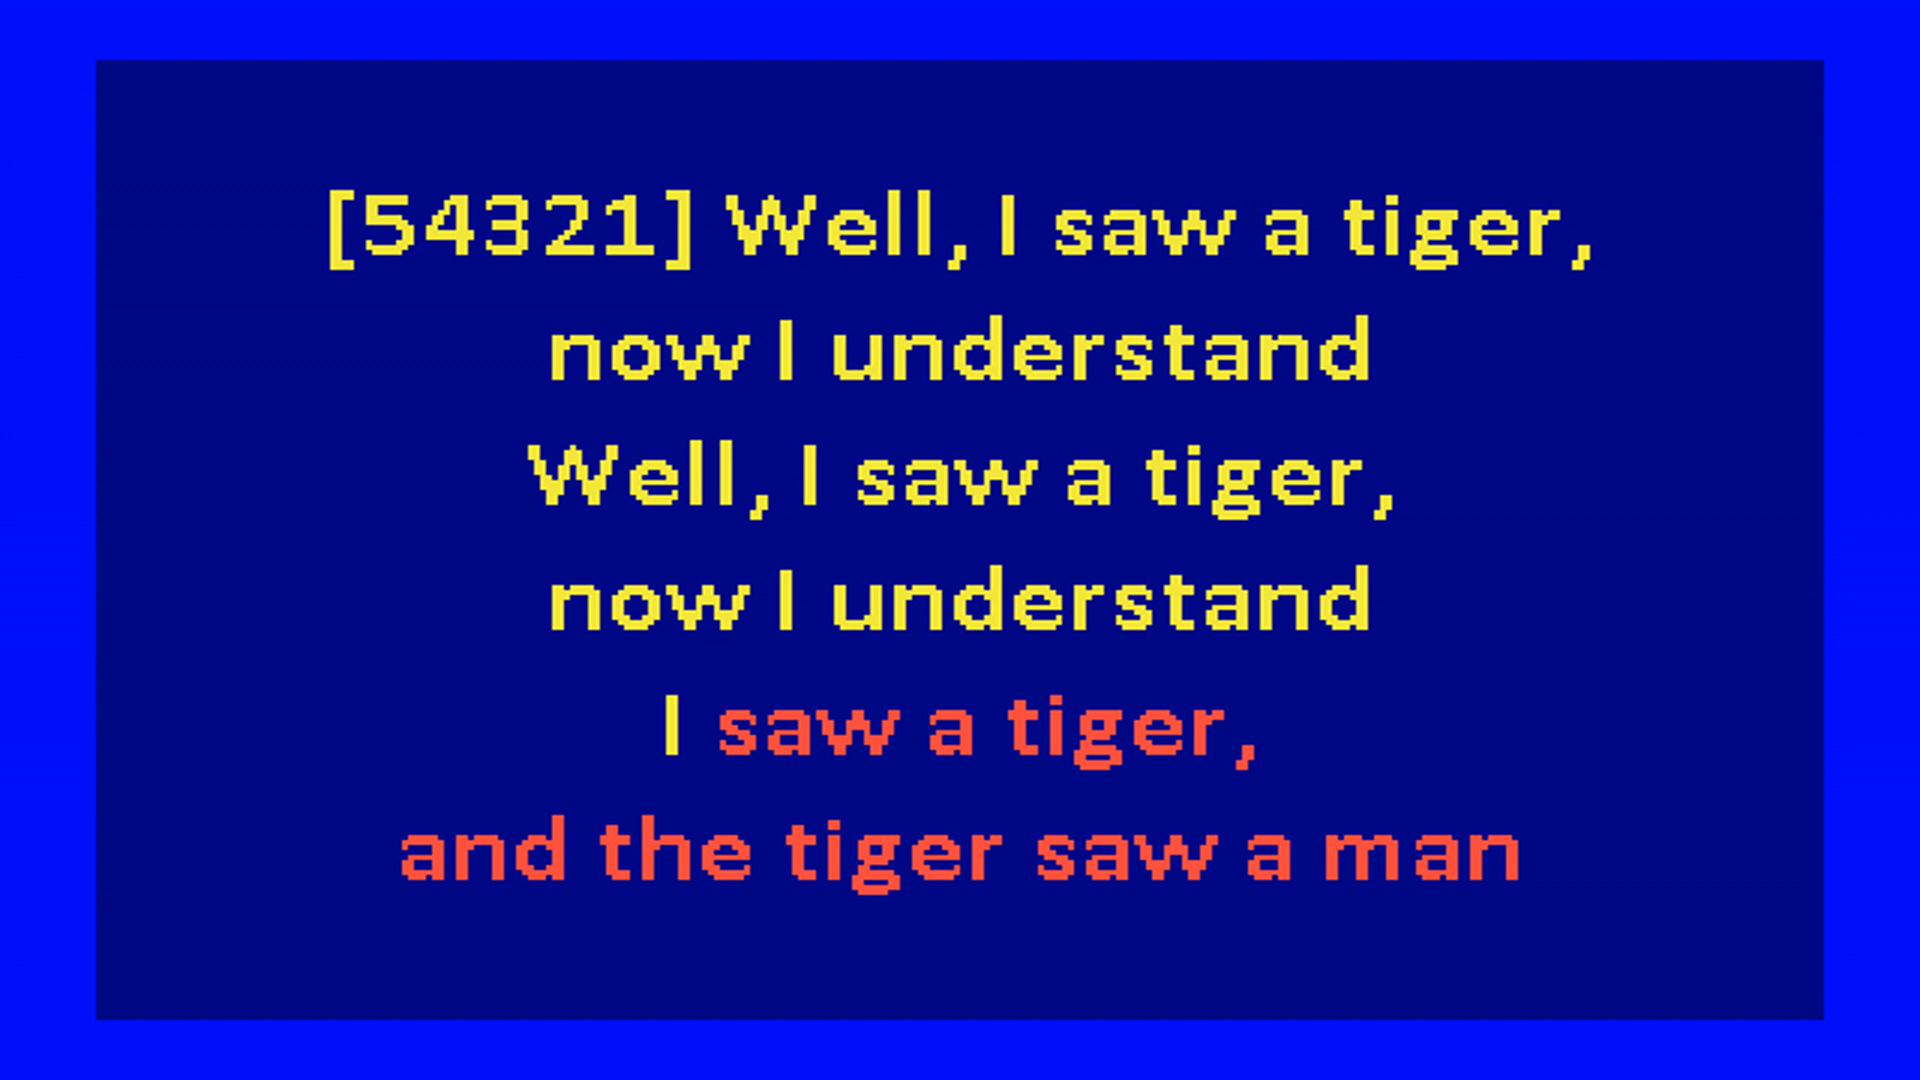 [54321] Well, I saw a tiger,
now I understand
Well, I saw a tiger,
now I understand
I saw a tiger,
and the tiger saw a man